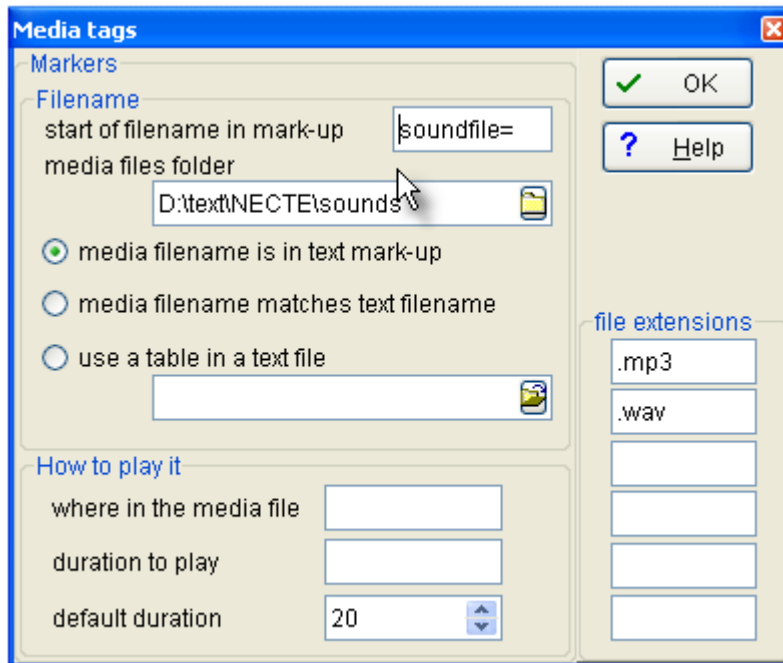 Media tags
Markers
OK
Filename
start of filename in mark-up soundfile=
? Help
media files folder
D:\text\NECTE\sounds
media filename is in text mark-up
media filename matches text filename
file extensions
use a table in a text file
.mp3
.wav
How to play it
where in the media file
duration to play
default duration 20